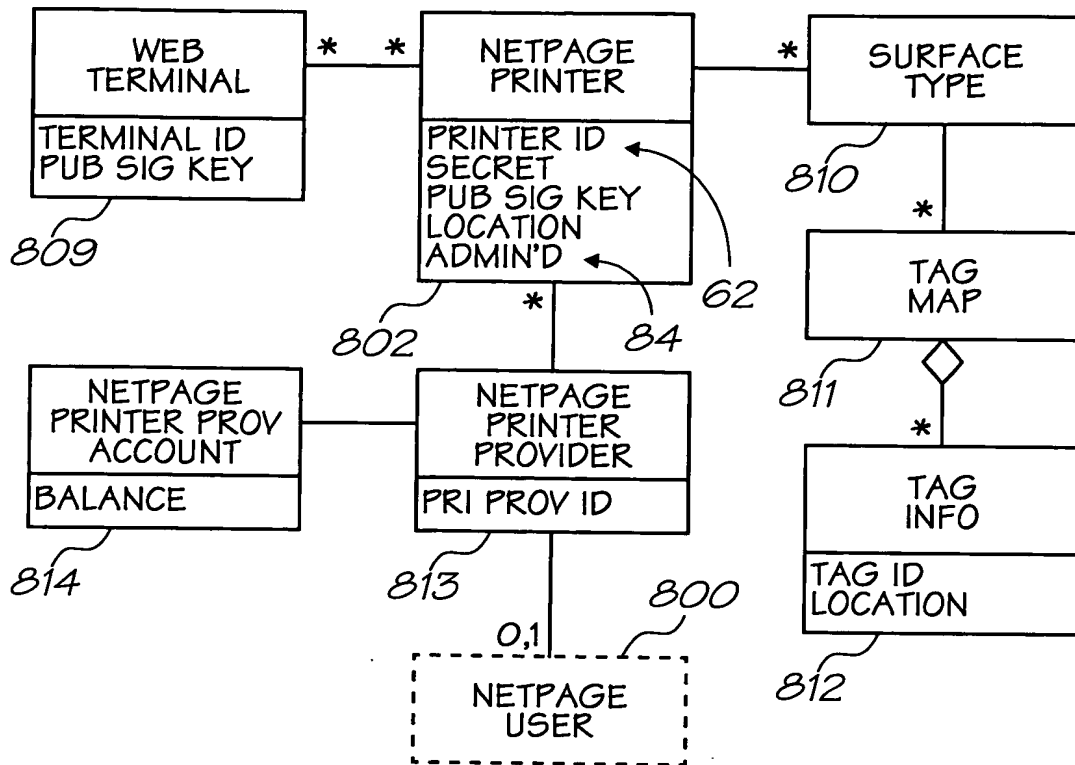 WEB
TERMINAL
TERMINAL ID
PUB SIG KEY
809
*
*
NETPAGE
PRINTER
PRINTER ID
SECRET
PUB SIG KEY
LOCATION
ADMIN'D
802
62
84
*
SURFACE
TYPE
810
*
TAG
MAP
811
*
TAG
INFO
TAG ID
LOCATION
812
*
NETPAGE
PRINTER PROV
ACCOUNT
BALANCE
814
NETPAGE
PRINTER
PROVIDER
PRI PROV ID
813
0,1
800
NETPAGE
USER